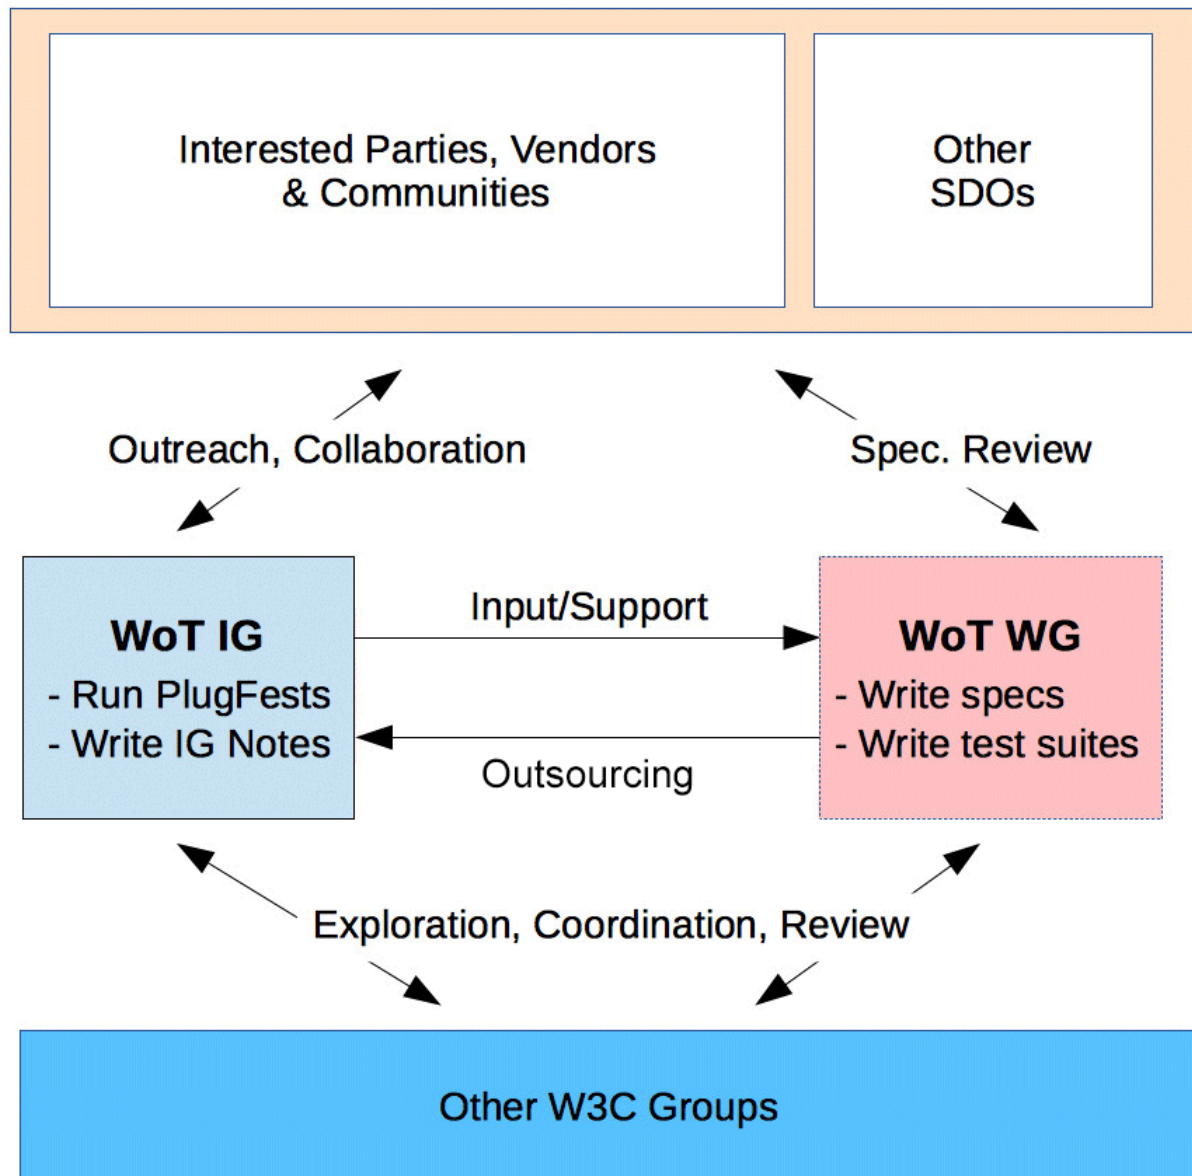 Interested Parties, Vendors
& Communities
Other
SDOs
Outreach, Collaboration
Spec. Review
WoT IG
- Run PlugFests
- Write IG Notes
Input/Support
Outsourcing
WoT WG
- Write specs
- Write test suites
Exploration, Coordination, Review
Other W3C Groups